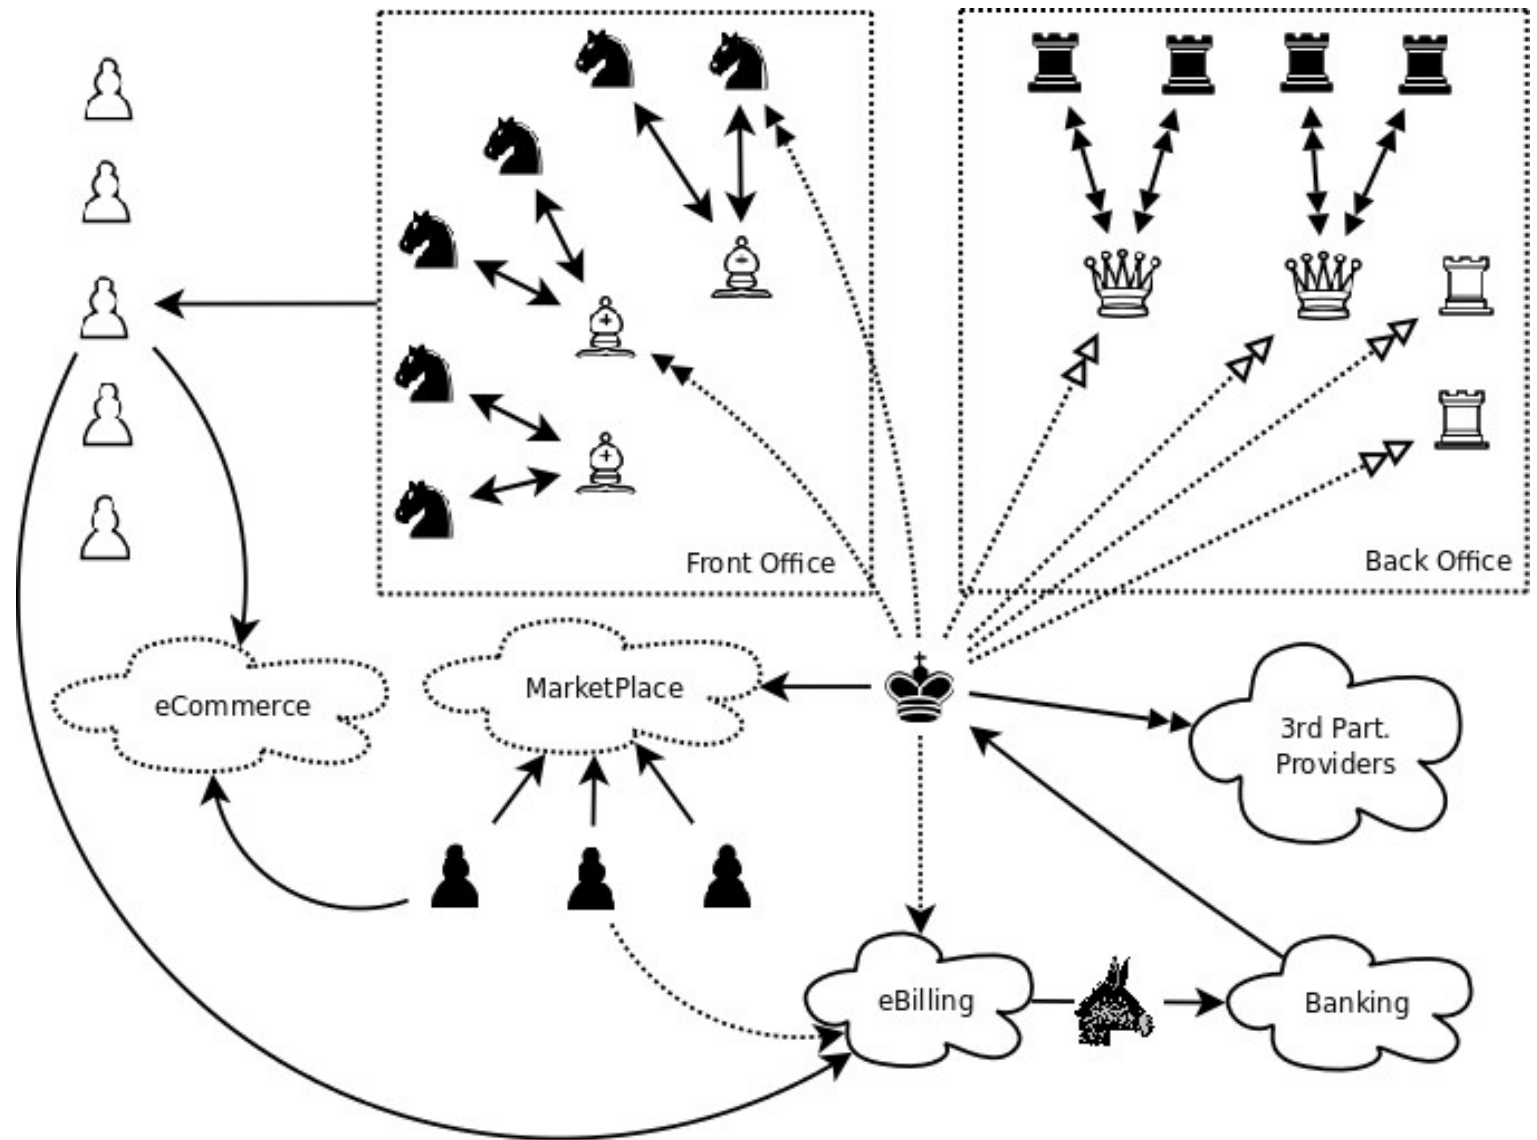 Front Office
Back Office
eCommerce
MarketPlace
3rd Part.
Providers
eBilling
Banking